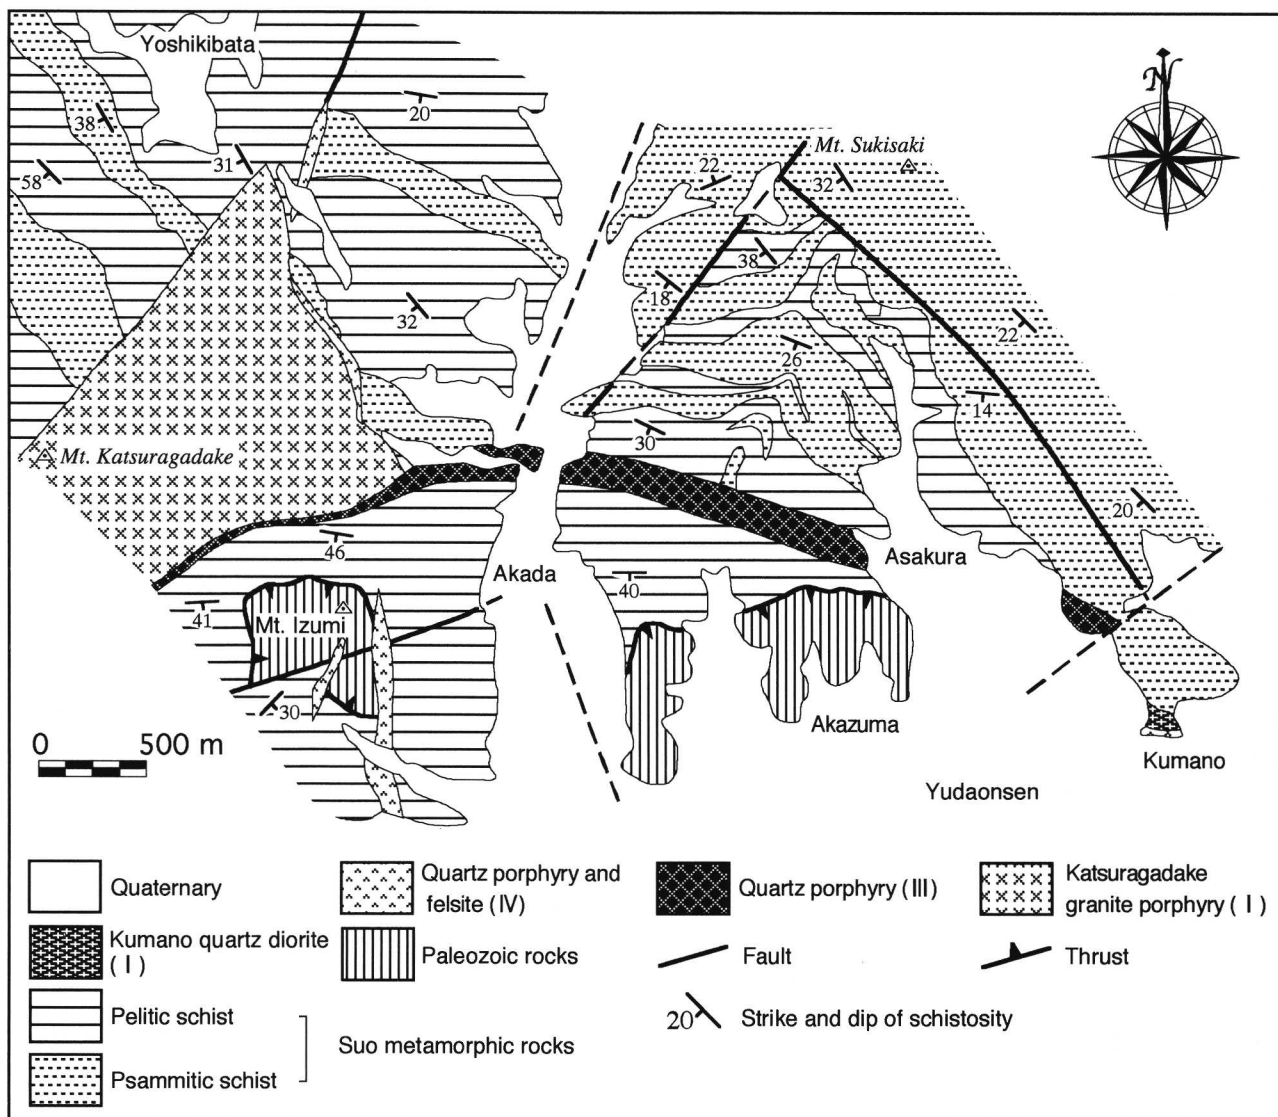 Yoshikibata
N
20
Mt. Sukisaki
38
31
22
32
58
38
18
32
22
26
14
30
Mt. Katsuragadake
20
46
Asakura
Akada
40
41
Mt. Izumi
30
Akazuma
0 500 m
Kumano
Yudaonsen
Quaternary
Quartz porphyry and
felsite (IV)
Quartz porphyry (III)
Katsuragadake
granite porphyry ( I )
Kumano quartz diorite
( I )
Paleozoic rocks
Fault
Thrust
Pelitic schist
20 Strike and dip of schistosity
Suo metamorphic rocks
Psammitic schist